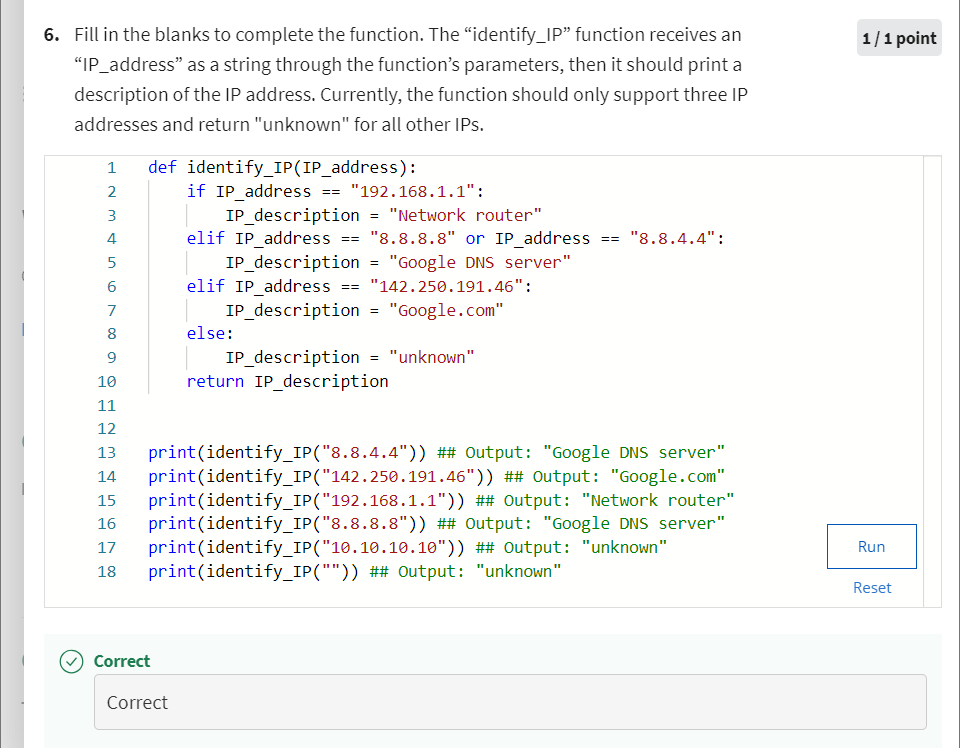 6. Fill in the blanks to complete the function. The “identify_IP” function receives an
“IP_address” as a string through the function’s parameters, then it should print a
description of the IP address. Currently, the function should only support three IP
addresses and return "unknown" for all other IPs.
1 / 1 point
1 def identify_IP(IP_address):
2     if IP_address == "192.168.1.1":
3         IP_description = "Network router"
4     elif IP_address == "8.8.8.8" or IP_address == "8.8.4.4":
5         IP_description = "Google DNS server"
6     elif IP_address == "142.250.191.46":
7         IP_description = "Google.com"
8     else:
9         IP_description = "unknown"
10     return IP_description
11
12
13 print(identify_IP("8.8.4.4")) ## Output: "Google DNS server"
14 print(identify_IP("142.250.191.46")) ## Output: "Google.com"
15 print(identify_IP("192.168.1.1")) ## Output: "Network router"
16 print(identify_IP("8.8.8.8")) ## Output: "Google DNS server"
17 print(identify_IP("10.10.10.10")) ## Output: "unknown"
18 print(identify_IP("")) ## Output: "unknown"
Run
Reset
Correct
Correct